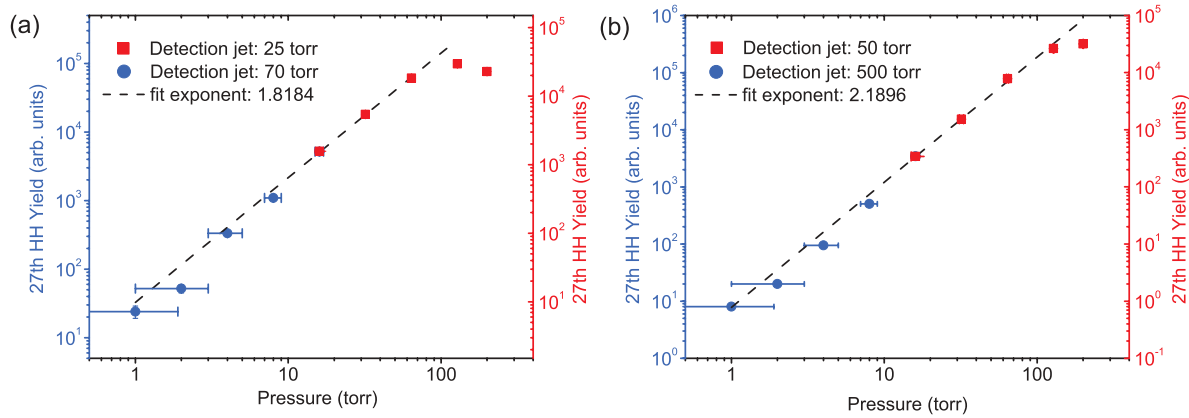 (a)
Detection jet: 25 torr
Detection jet: 70 torr
fit exponent: 1.8184
27th HH Yield (arb. units)
10^5
10^4
10^3
10^2
10^1
10^5
10^4
10^3
10^2
10^1
27th HH Yield (arb. units)
1
10
100
Pressure (torr)
(b)
Detection jet: 50 torr
Detection jet: 500 torr
fit exponent: 2.1896
27th HH Yield (arb. units)
10^6
10^5
10^4
10^3
10^2
10^1
10^0
10^5
10^4
10^3
10^2
10^1
10^0
10^-1
27th HH Yield (arb. units)
1
10
100
Pressure (torr)